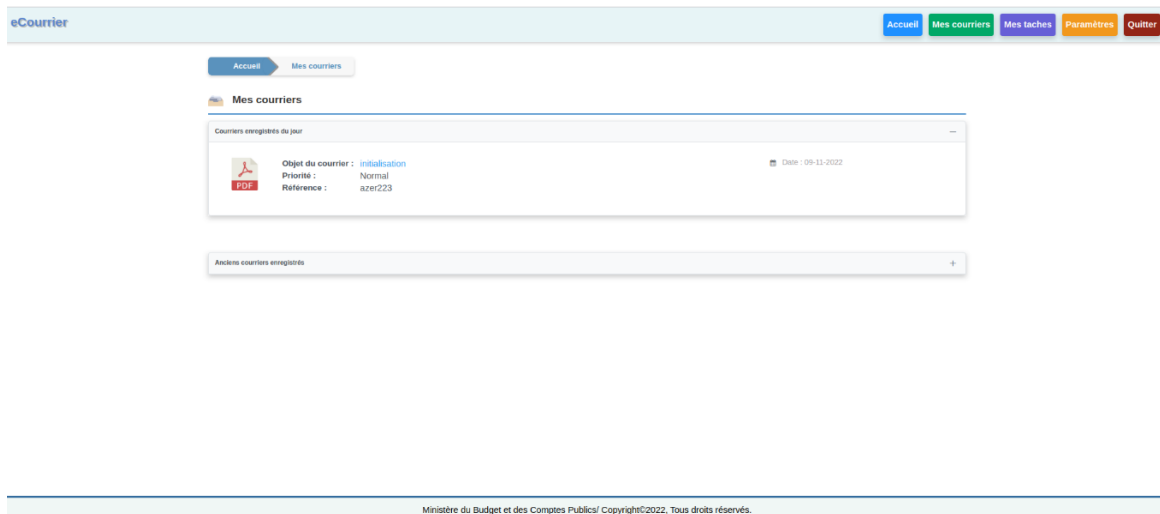 eCourrier
Accueil Mes courriers Mes taches Paramètres Quitter
Accueil Mes courriers
Mes courriers
Courriers enregistrés du jour
PDF
Objet du courrier : initialisation
Date : 09-11-2022
Priorité : Normal
Référence : azer223
Anciens courriers enregistrés
Ministère du Budget et des Comptes Publics/ Copyright©2022, Tous droits réservés.